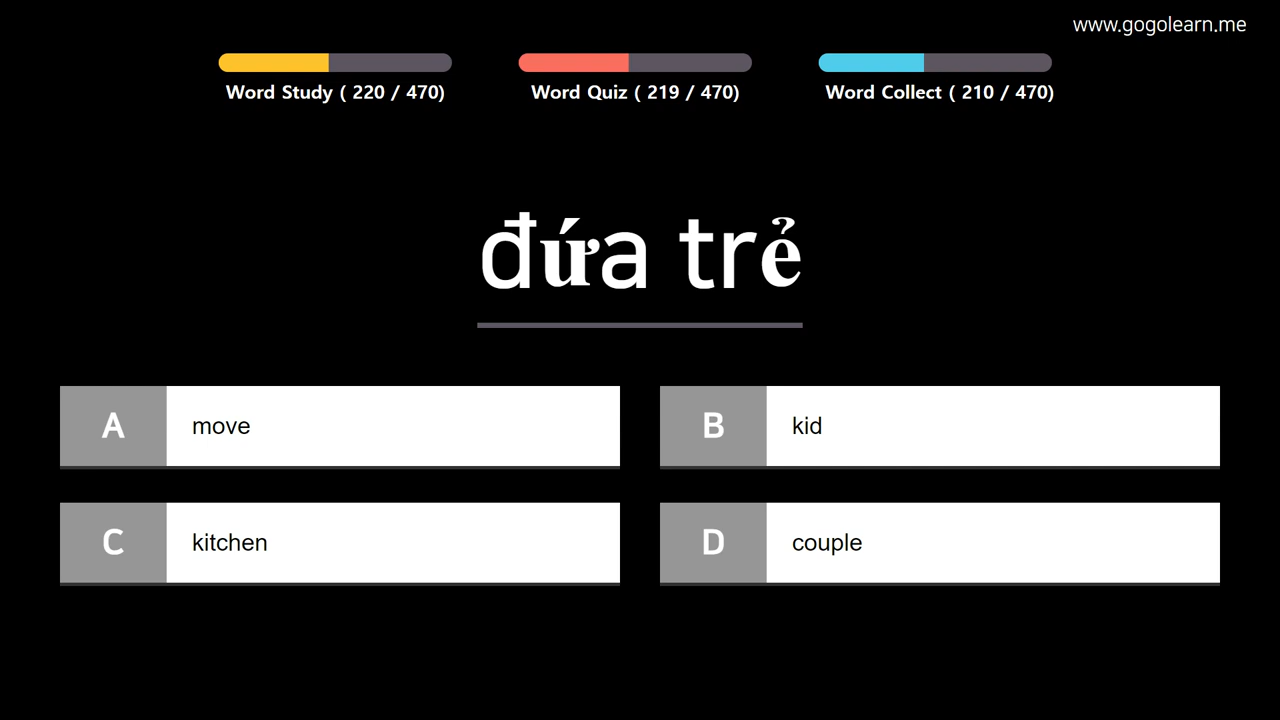 www.gogolearn.me
Word Study ( 220 / 470)
Word Quiz ( 219 / 470)
Word Collect ( 210 / 470)
đứa trẻ
A move
B kid
C kitchen
D couple